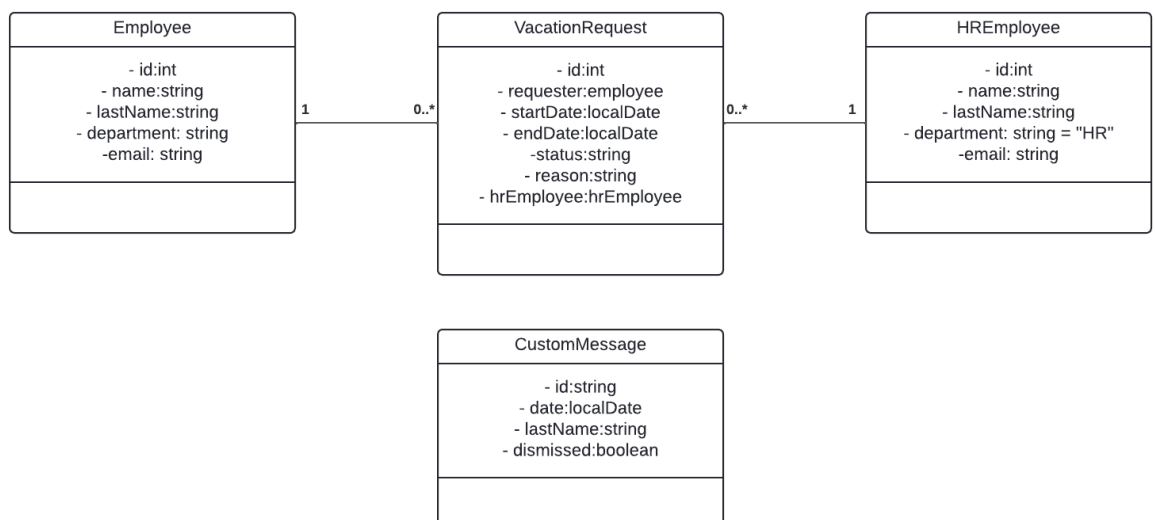 Employee
- id:int
- name:string
- lastName:string
- department: string
-email: string
1
0..*
VacationRequest
- id:int
- requester:employee
- startDate:localDate
- endDate:localDate
-status:string
- reason:string
- hrEmployee:hrEmployee
0..*
1
HREmployee
- id:int
- name:string
- lastName:string
- department: string = "HR"
-email: string
CustomMessage
- id:string
- date:localDate
- lastName:string
- dismissed:boolean